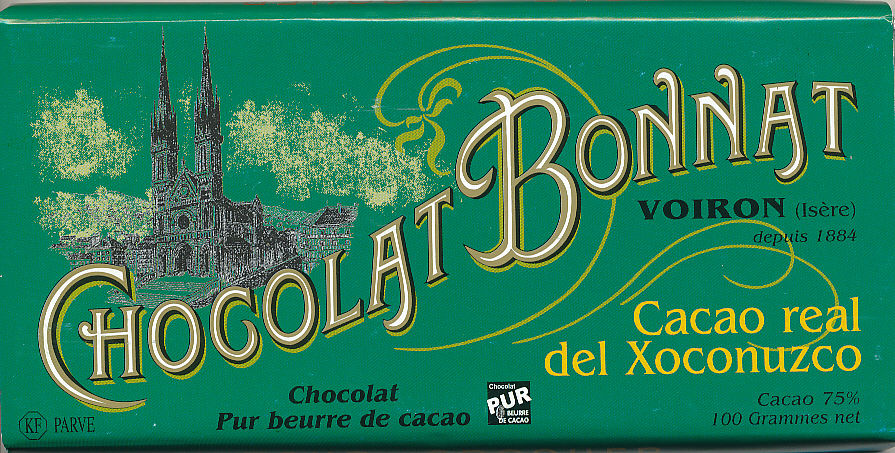 CHOCOLAT BONNAT
VOIRON (Isère)
depuis 1884
Cacao real
del Xoconuzco
Chocolat
Pur beurre de cacao
Chocolat
PUR
BEURRE
DE CACAO
Cacao 75%
100 Grammes net
KF PARVE